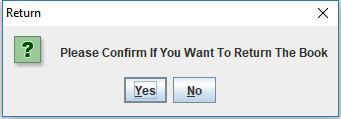 Return
Please Confirm If You Want To Return The Book
Yes No